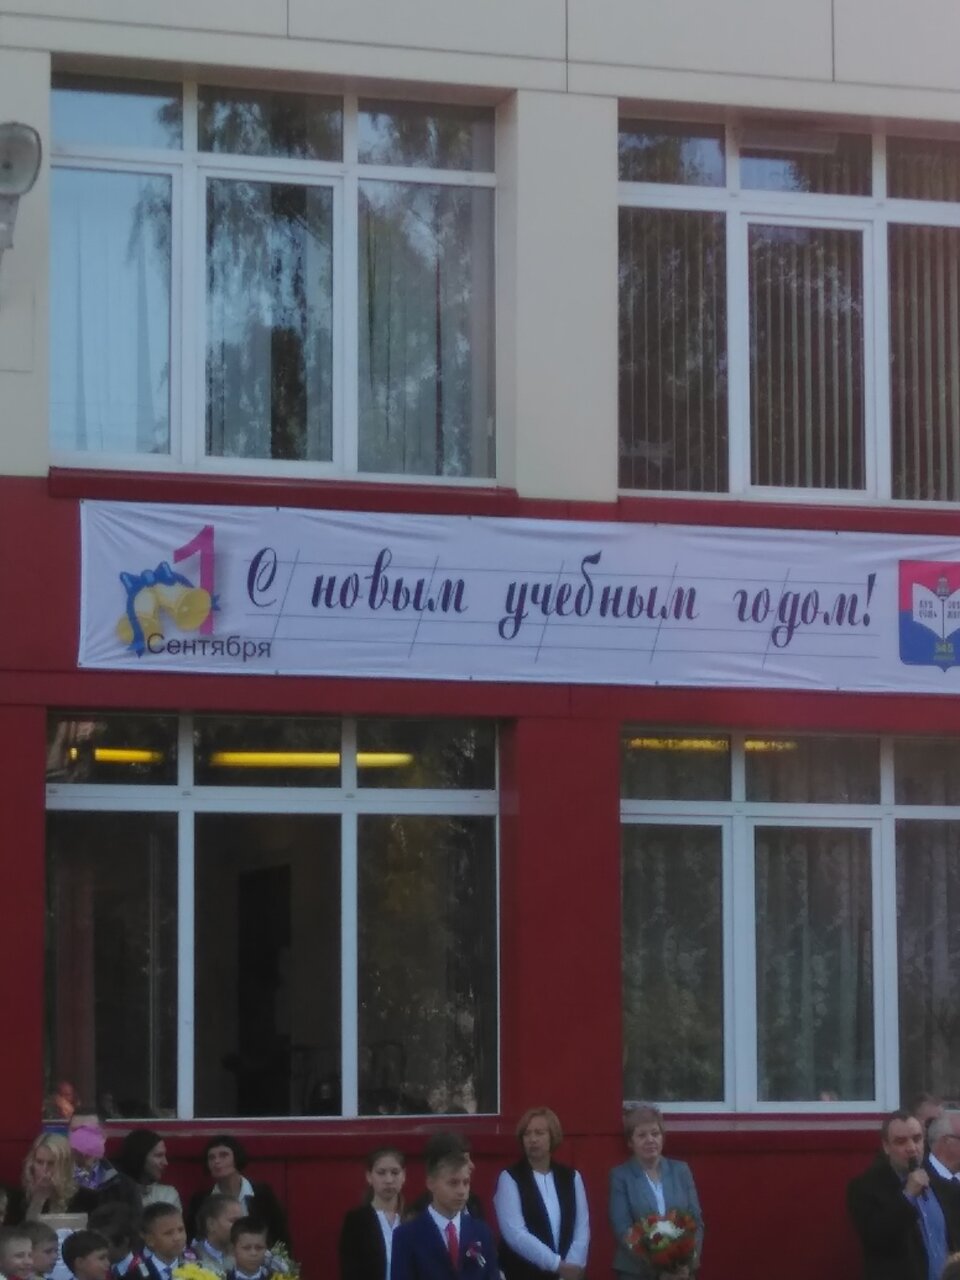 1
Сентября
С новым учебным годом!